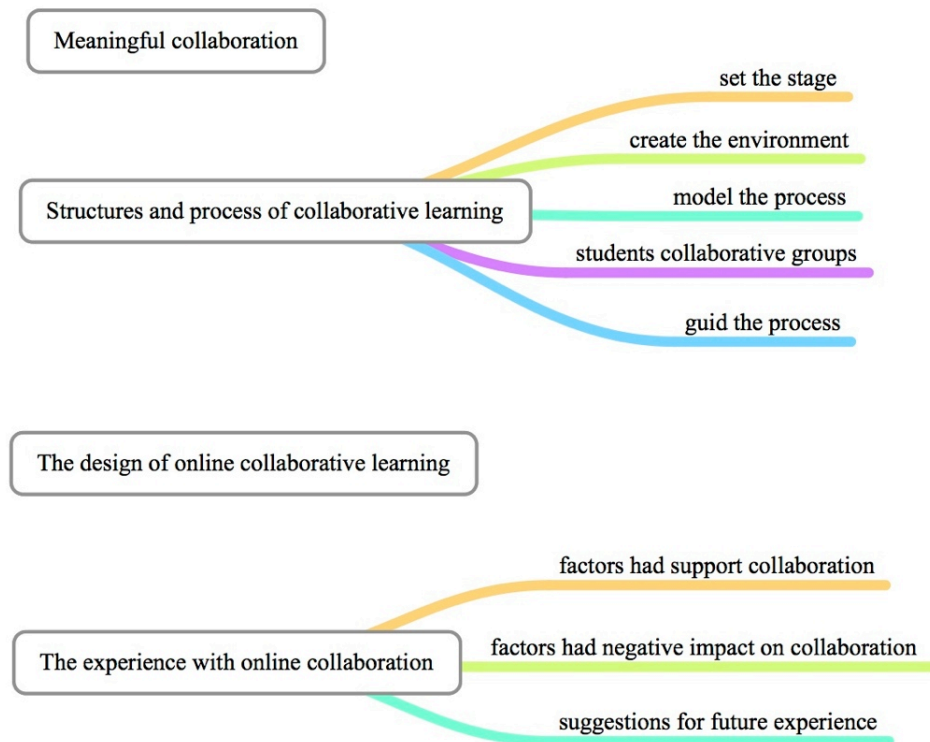 Meaningful collaboration
set the stage
create the environment
Structures and process of collaborative learning
model the process
students collaborative groups
guid the process
The design of online collaborative learning
factors had support collaboration
The experience with online collaboration
factors had negative impact on collaboration
suggestions for future experience